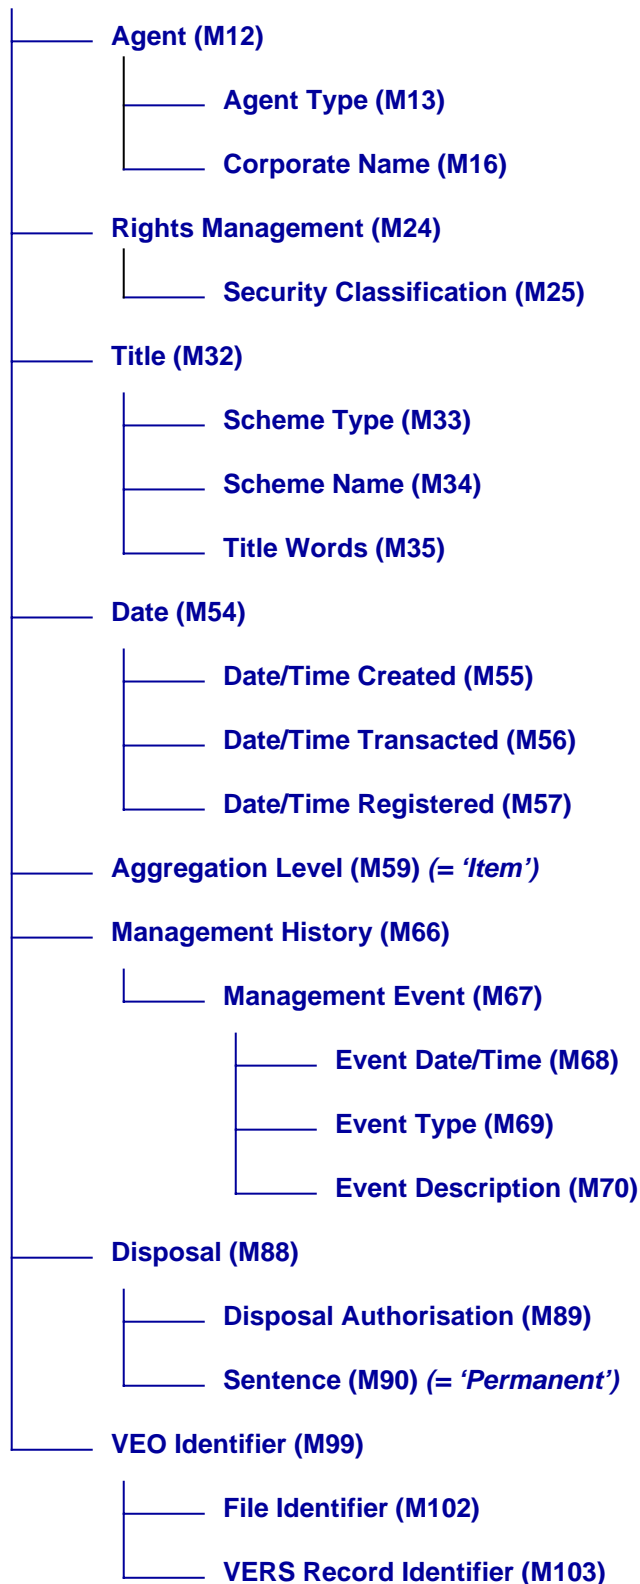 Agent (M12)
Agent Type (M13)
Corporate Name (M16)
Rights Management (M24)
Security Classification (M25)
Title (M32)
Scheme Type (M33)
Scheme Name (M34)
Title Words (M35)
Date (M54)
Date/Time Created (M55)
Date/Time Transacted (M56)
Date/Time Registered (M57)
Aggregation Level (M59) (= ‘Item’)
Management History (M66)
Management Event (M67)
Event Date/Time (M68)
Event Type (M69)
Event Description (M70)
Disposal (M88)
Disposal Authorisation (M89)
Sentence (M90) (= ‘Permanent’)
VEO Identifier (M99)
File Identifier (M102)
VERS Record Identifier (M103)